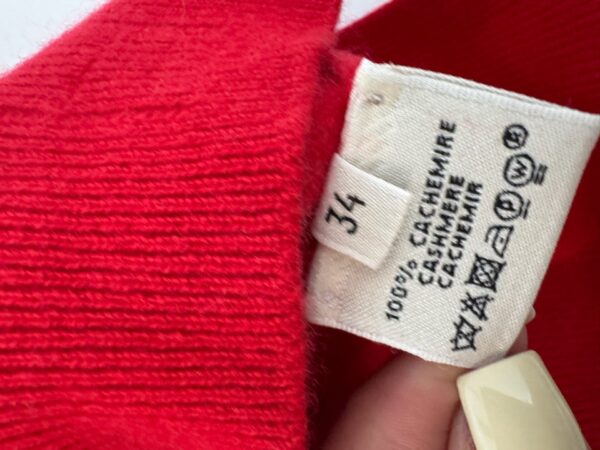 34
100% CACHEMIRE
CASHMERE
CACHEMIR
P W